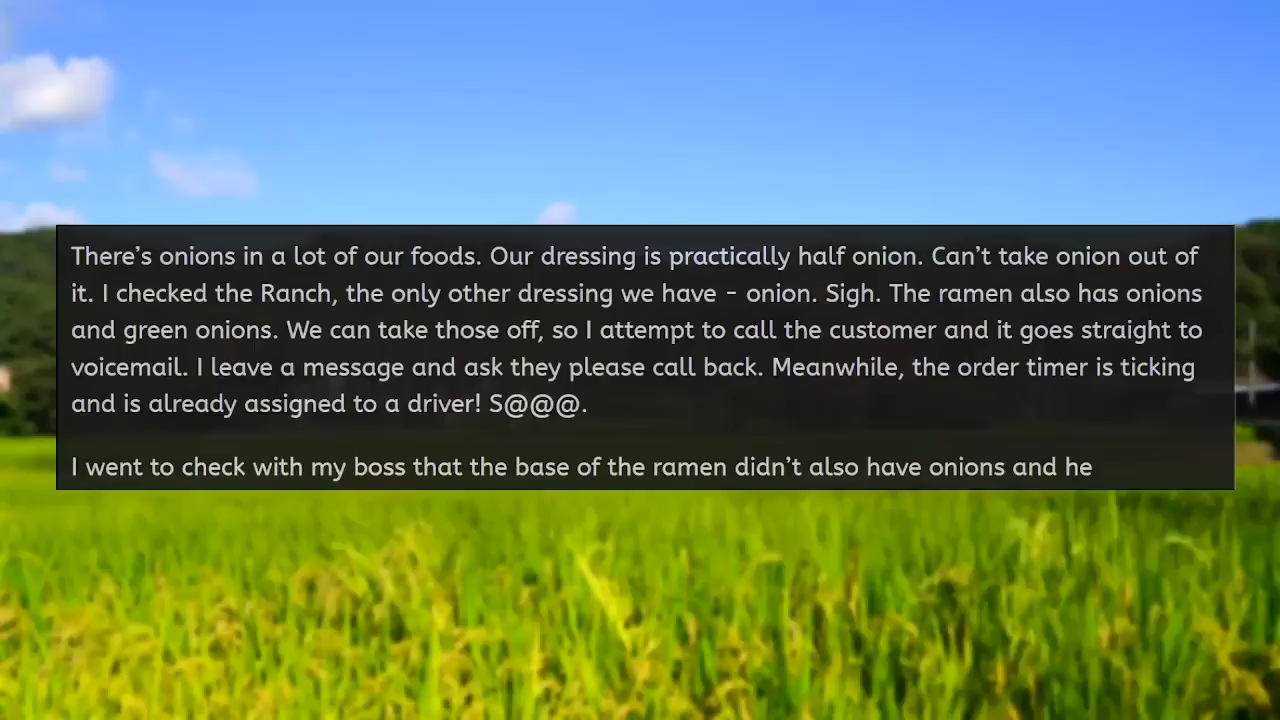 There’s onions in a lot of our foods. Our dressing is practically half onion. Can’t take onion out of
it. I checked the Ranch, the only other dressing we have - onion. Sigh. The ramen also has onions
and green onions. We can take those off, so I attempt to call the customer and it goes straight to
voicemail. I leave a message and ask they please call back. Meanwhile, the order timer is ticking
and is already assigned to a driver! S@@@.
I went to check with my boss that the base of the ramen didn’t also have onions and he